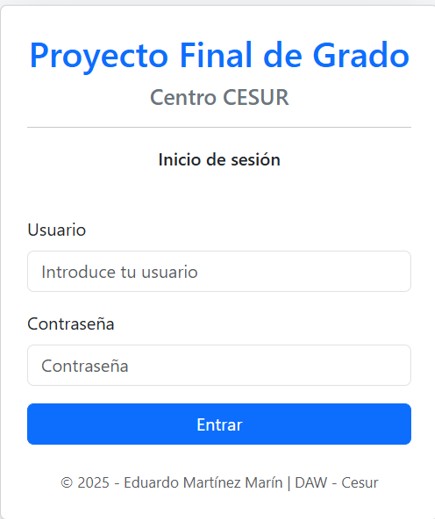 Proyecto Final de Grado
Centro CESUR
Inicio de sesión
Usuario
Introduce tu usuario
Contraseña
Contraseña
Entrar
© 2025 - Eduardo Martínez Marín | DAW - Cesur